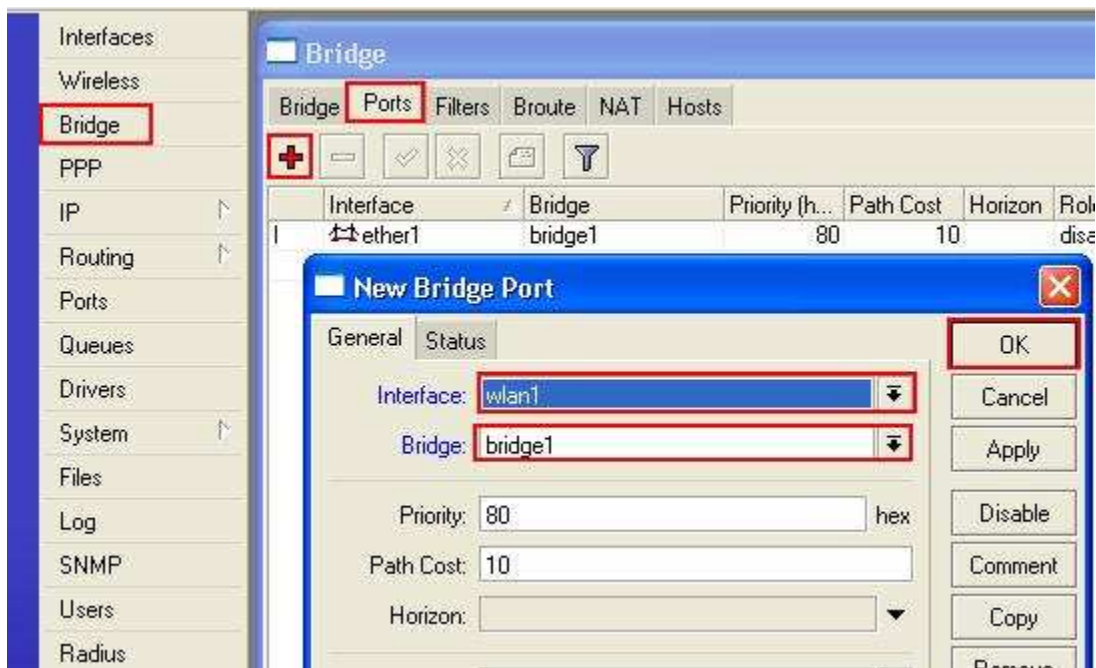 Interfaces
Wireless
Bridge
PPP
IP
Routing
Ports
Queues
Drivers
System
Files
Log
SNMP
Users
Radius
Bridge
Bridge Ports Filters Broute NAT Hosts
Interface Bridge Priority (h... Path Cost Horizon
I ether1 bridge1 80 10
New Bridge Port
General Status
Interface: wlan1
Bridge: bridge1
Priority: 80 hex
Path Cost: 10
Horizon:
OK
Cancel
Apply
Disable
Comment
Copy